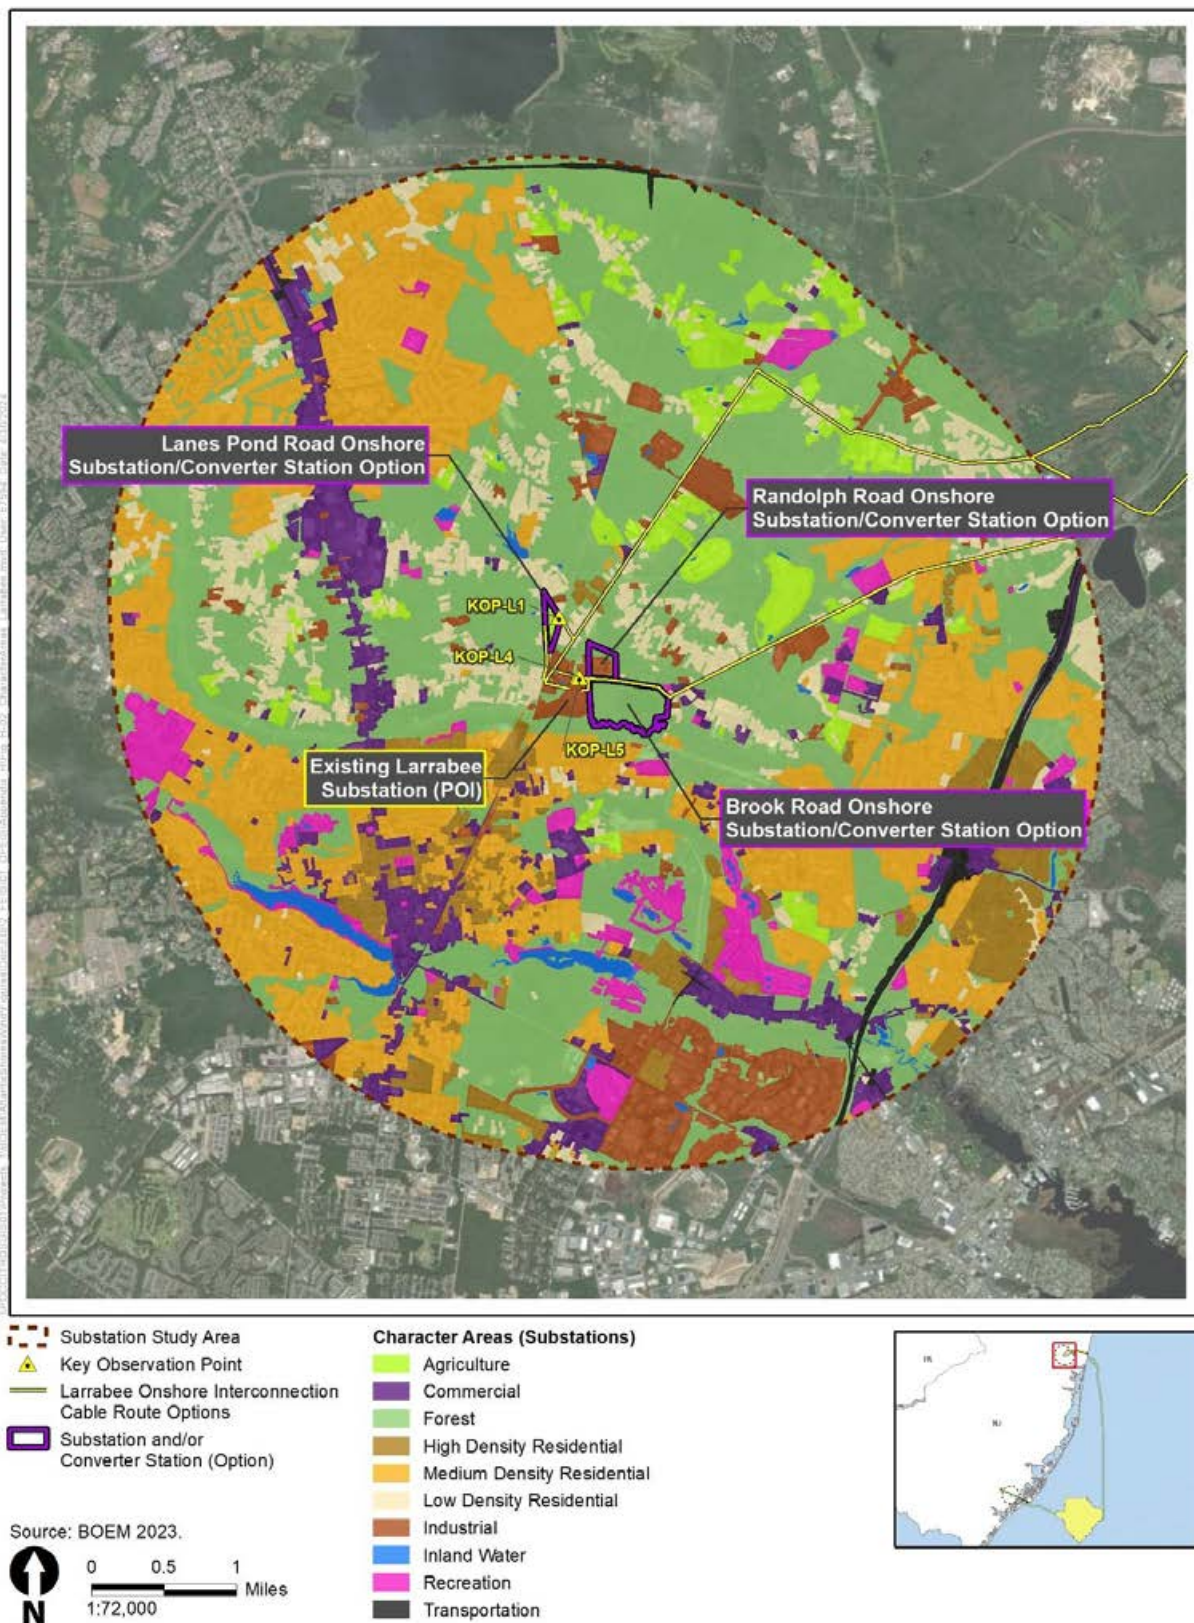 Lanes Pond Road Onshore
Substation/Converter Station Option
Randolph Road Onshore
Substation/Converter Station Option
KOP-L1
KOP-L4
KOP-L5
Existing Larrabee
Substation (POI)
Brook Road Onshore
Substation/Converter Station Option
Substation Study Area
Key Observation Point
Larrabee Onshore Interconnection
Cable Route Options
Substation and/or
Converter Station (Option)
Source: BOEM 2023.
N
0 0.5 1
Miles
1:72,000
Character Areas (Substations)
Agriculture
Commercial
Forest
High Density Residential
Medium Density Residential
Low Density Residential
Industrial
Inland Water
Recreation
Transportation
NJ